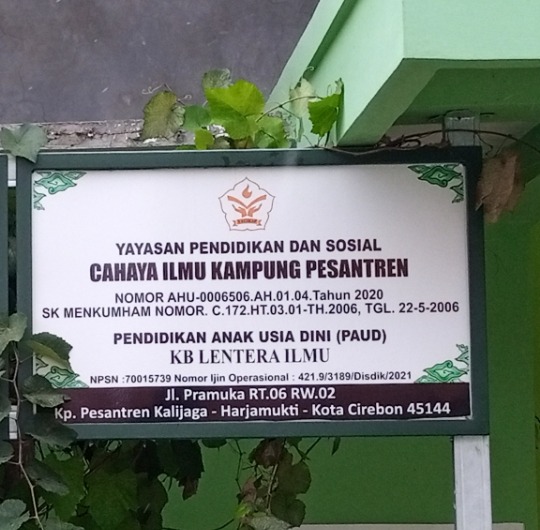 YAYASAN PENDIDIKAN DAN SOSIAL
CAHAYA ILMU KAMPUNG PESANTREN
NOMOR AHU-0006506.AH.01.04.Tahun 2020
SK MENKUMHAM NOMOR. C.172.HT.03.01-TH.2006, TGL. 22-5-2006
PENDIDIKAN ANAK USIA DINI (PAUD)
KB LENTERA ILMU
NPSN :70015739 Nomor Ijin Operasional : 421.9/3189/Disdik/2021
Jl. Pramuka RT.06 RW.02
Kp. Pesantren Kalijaga - Harjamukti - Kota Cirebon 45144